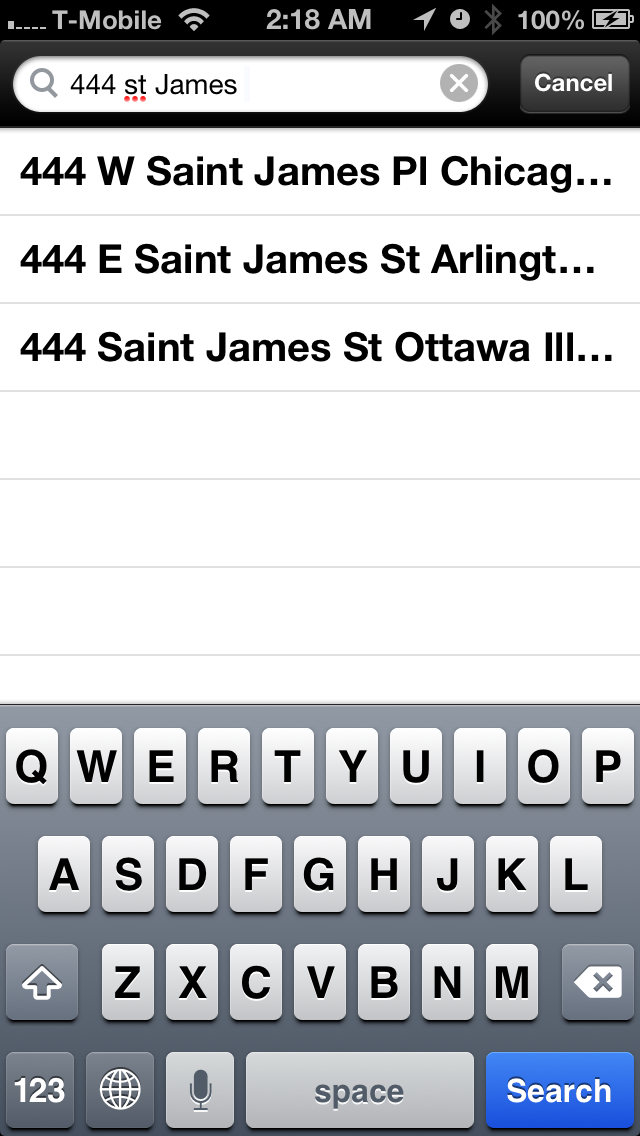 T-Mobile 2:18 AM 100%
444 st James Cancel
444 W Saint James Pl Chicag...
444 E Saint James St Arlingt...
444 Saint James St Ottawa Ill...
Q W E R T Y U I O P
A S D F G H J K L
Z X C V B N M
123 space Search